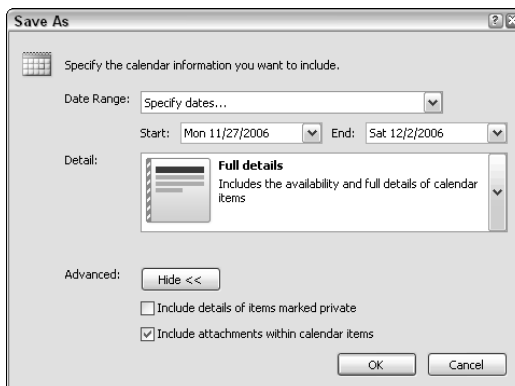 Save As
Specify the calendar information you want to include.
Date Range: Specify dates...
Start: Mon 11/27/2006 End: Sat 12/2/2006
Detail: Full details
Includes the availability and full details of calendar
items
Advanced: Hide <<
Include details of items marked private
Include attachments within calendar items
OK Cancel